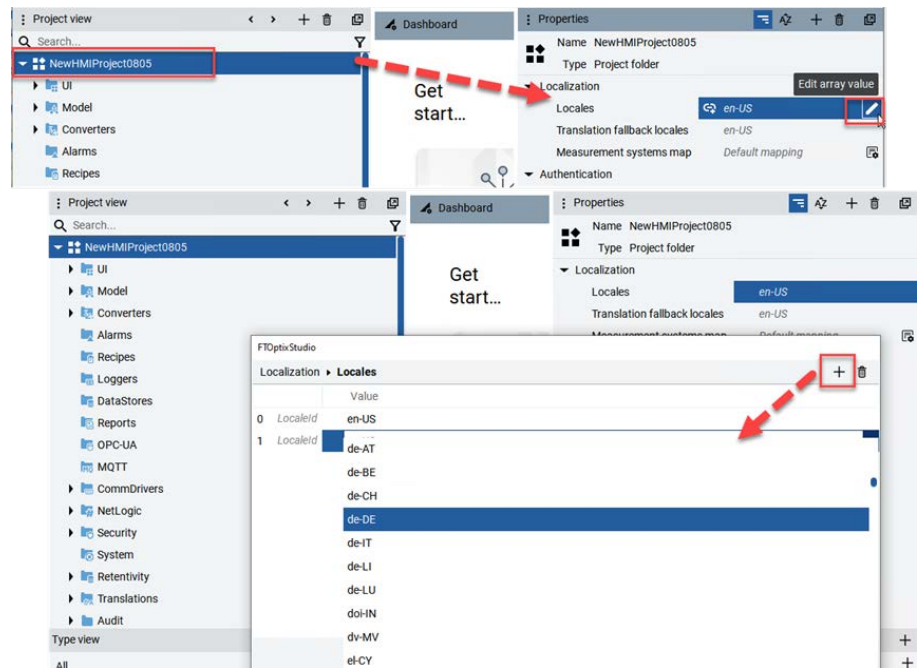 Project view
Search...
NewHMIProject0805
UI
Model
Converters
Alarms
Recipes
Dashboard
Get
start...
Properties
Name NewHMIProject0805
Type Project folder
Localization
Edit array value
Locales en-US
Translation fallback locales en-US
Measurement systems map Default mapping
Authentication
Project view
Search...
NewHMIProject0805
UI
Model
Converters
Alarms
Recipes
Loggers
DataStores
Reports
OPC-UA
MQTT
CommDrivers
NetLogic
Security
System
Retentivity
Translations
Audit
Type view
All
Dashboard
Get
start...
Properties
Name NewHMIProject0805
Type Project folder
Localization
Locales en-US
Translation fallback locales en-US
Measurement systems map Default mapping
FTOptixStudio
Localization Locales
Value
0 LocaleId en-US
1 LocaleId
de-AT
de-BE
de-CH
de-DE
de-IT
de-LI
de-LU
doi-IN
dv-MV
el-CY